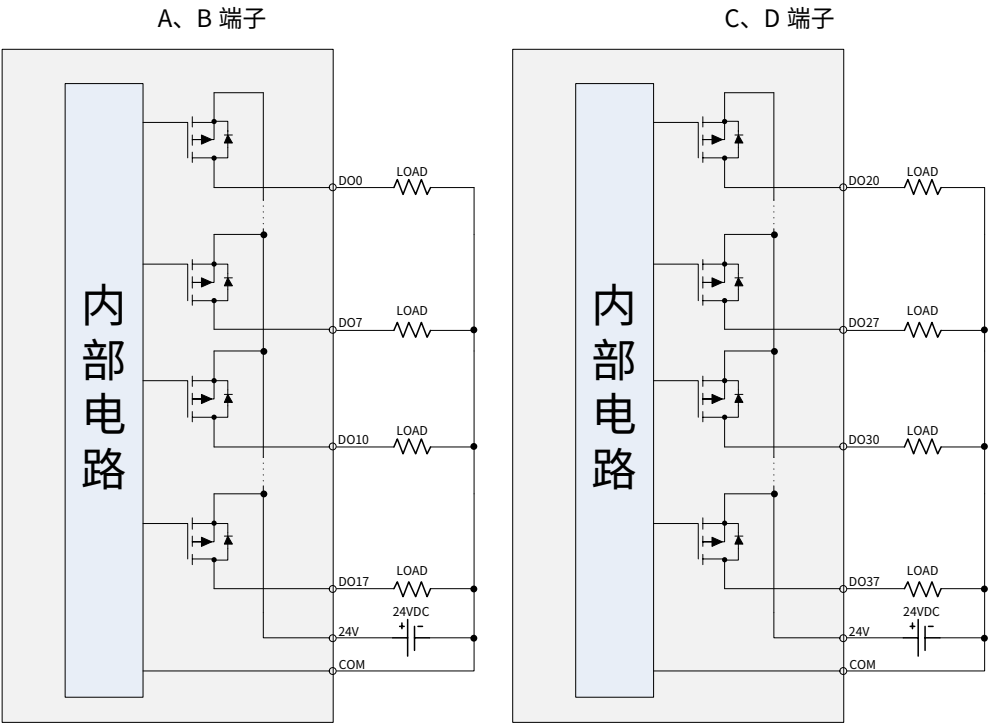 A、B 端子
内
部
电
路
DO0
LOAD
DO7
LOAD
DO10
LOAD
DO17
LOAD
24VDC
+ −
24V
COM
C、D 端子
内
部
电
路
DO20
LOAD
DO27
LOAD
DO30
LOAD
DO37
LOAD
24VDC
+ −
24V
COM